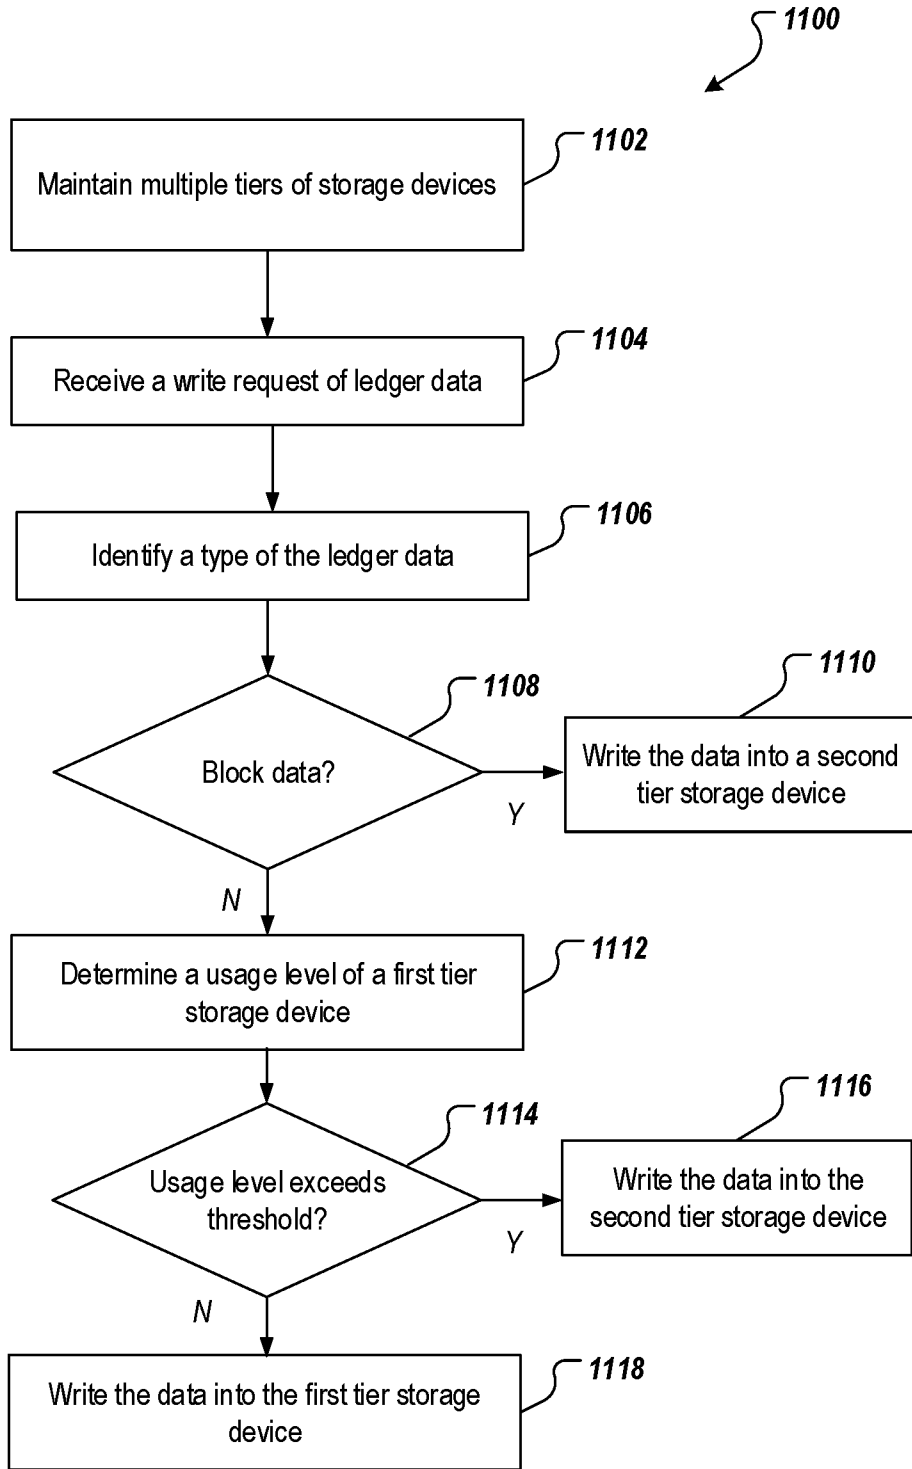 1100
1102
Maintain multiple tiers of storage devices
1104
Receive a write request of ledger data
1106
Identify a type of the ledger data
1108
Block data?
Y
1110
Write the data into a second
tier storage device
N
1112
Determine a usage level of a first tier
storage device
1114
Usage level exceeds
threshold?
Y
1116
Write the data into the
second tier storage device
N
1118
Write the data into the first tier storage
device